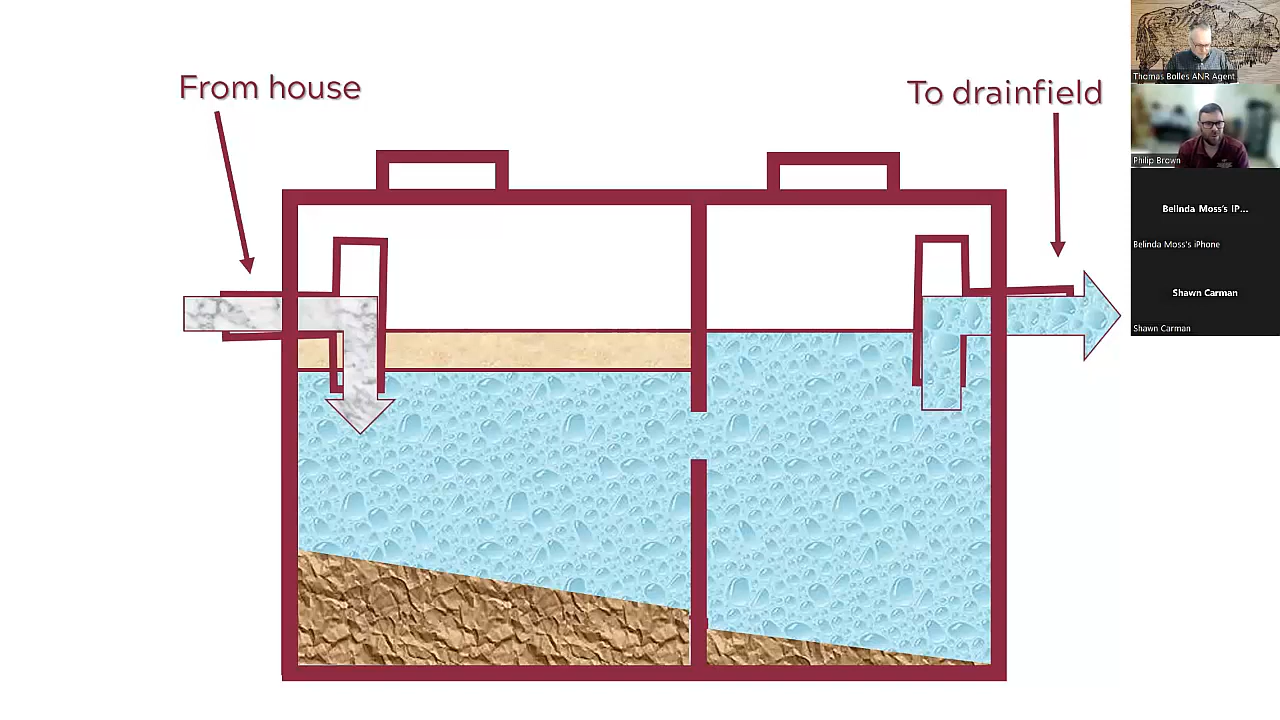 From house
To drainfield
Thomas Bolles ANR Agent
Philip Brown
Belinda Moss's iP...
Belinda Moss's iPhone
Shawn Carman
Shawn Carman